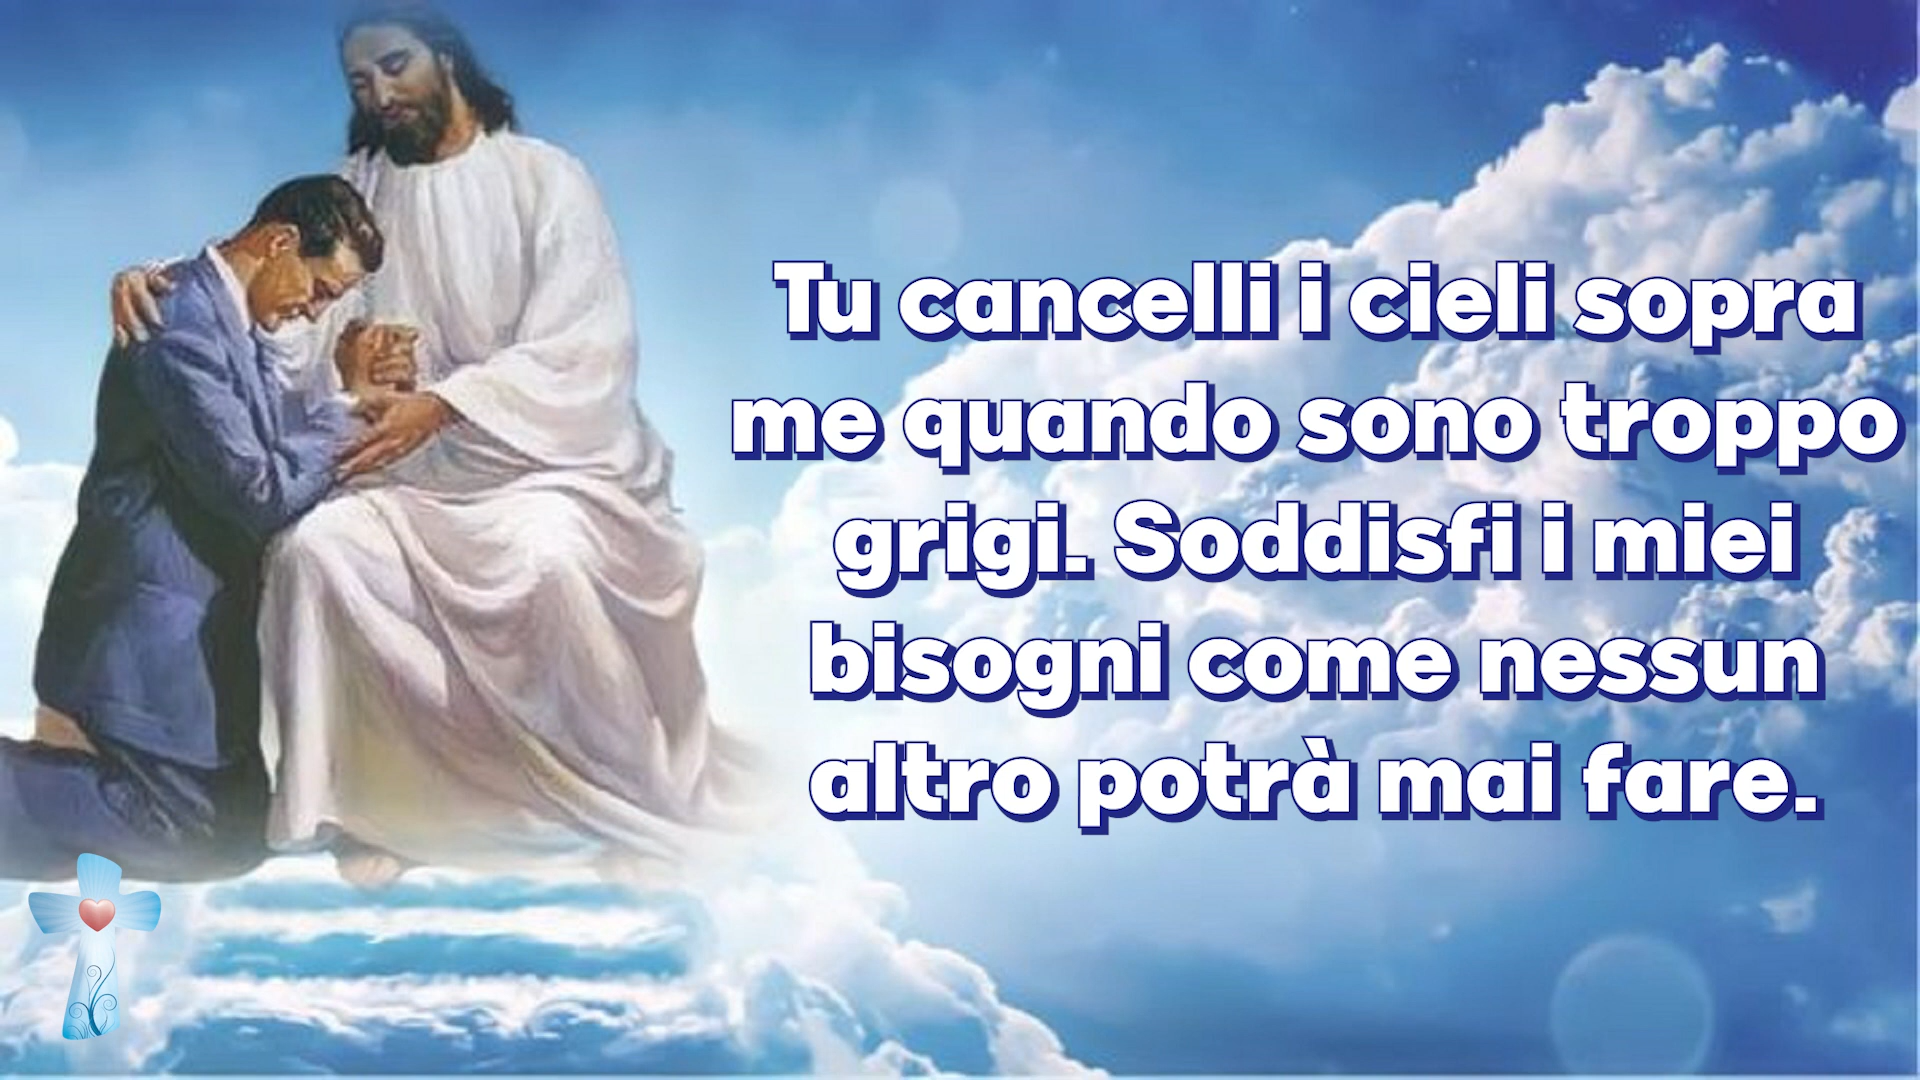 Tu cancelli i cieli sopra
me quando sono troppo
grigi. Soddisfi i miei
bisogni come nessun
altro potrà mai fare.